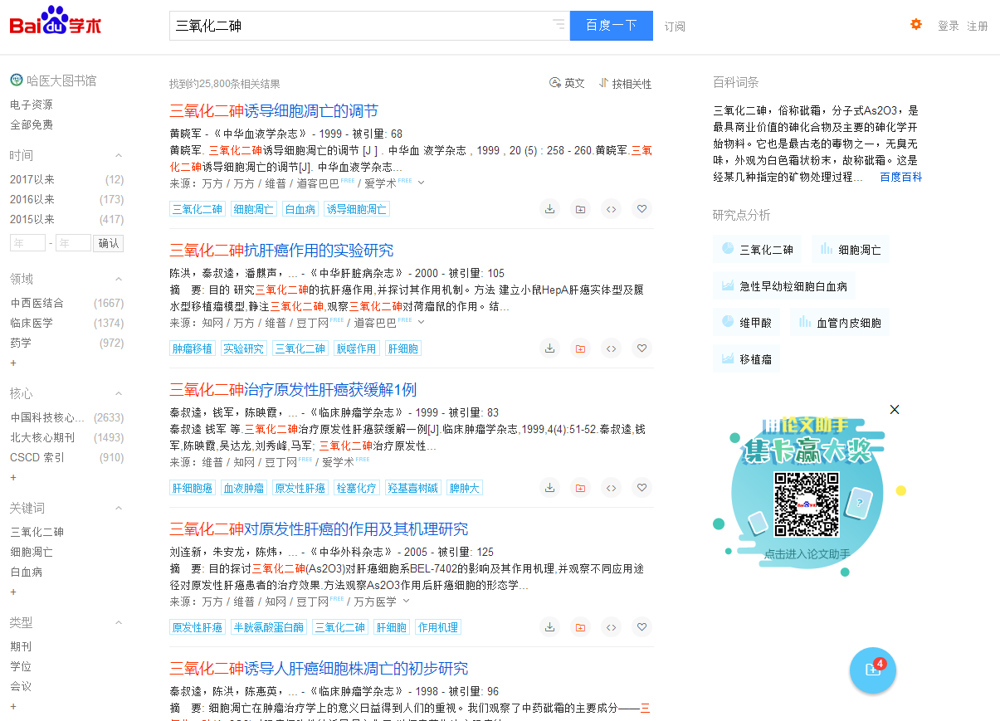 Bai du 学术
三氧化二砷
百度一下
订阅
登录 注册
哈医大图书馆
电子资源
全部免费
时间
2017以来 (12)
2016以来 (173)
2015以来 (417)
年 - 年 确认
领域
中西医结合 (1667)
临床医学 (1374)
药学 (972)
+
核心
中国科技核心... (2633)
北大核心期刊 (1493)
CSCD 索引 (910)
+
关键词
三氧化二砷
细胞凋亡
白血病
+
类型
期刊
学位
会议
+
找到约25,800条相关结果
英文 按相关性
三氧化二砷诱导细胞凋亡的调节
黄晓军 - 《中华血液学杂志》 - 1999 - 被引量: 68
黄晓军. 三氧化二砷诱导细胞凋亡的调节 [J ] . 中华血 液学杂志 , 1999 , 20 (5) : 258 - 260.黄晓军.三氧
化二砷诱导细胞凋亡的调节[J]. 中华血液学杂志...
来源：万方 / 万方 / 维普 / 道客巴巴FREE / 爱学术FREE
三氧化二砷 细胞凋亡 白血病 诱导细胞凋亡
三氧化二砷抗肝癌作用的实验研究
陈洪，秦叔逵，潘麒声，... - 《中华肝脏病杂志》 - 2000 - 被引量: 105
摘 要: 目的 研究三氧化二砷的抗肝癌作用,并探讨其作用机制。方法 建立小鼠HepA肝癌实体型及腹
水型移植瘤模型,静注三氧化二砷,观察三氧化二砷对荷瘤鼠的作用。结...
来源：知网 / 万方 / 维普 / 豆丁网FREE / 道客巴巴FREE
肿瘤移植 实验研究 三氧化二砷 脱噬作用 肝细胞
三氧化二砷治疗原发性肝癌获缓解1例
秦叔逵，钱军，陈映霞，... - 《临床肿瘤学杂志》 - 1999 - 被引量: 83
秦叔逵 钱军 等.三氧化二砷治疗原发性肝癌获缓解一例[J].临床肿瘤学杂志,1999,4(4):51-52.秦叔逵,钱
军,陈映霞,吴达龙,刘秀峰,马军; 三氧化二砷治疗原发性...
来源：维普 / 知网 / 豆丁网FREE / 爱学术FREE
肝细胞癌 血液肿瘤 原发性肝癌 栓塞化疗 羟基喜树碱 脾肿大
三氧化二砷对原发性肝癌的作用及其机理研究
刘连新，朱安龙，陈炜，... - 《中华外科杂志》 - 2005 - 被引量: 125
摘 要: 目的探讨三氧化二砷(As2O3)对肝癌细胞系BEL-7402的影响及其作用机理,并观察不同应用途
径对原发性肝癌患者的治疗效果.方法观察As2O3作用后肝癌细胞的形态学...
来源：万方 / 维普 / 知网 / 豆丁网FREE / 万方医学
原发性肝癌 半胱氨酸蛋白酶 三氧化二砷 肝细胞 作用机理
三氧化二砷诱导人肝癌细胞株凋亡的初步研究
秦叔逵，陈洪，陈惠英，... - 《临床肿瘤学杂志》 - 1998 - 被引量: 96
摘 要: 细胞凋亡在肿瘤治疗学上的意义日益得到人们的重视。我们观察了中药砒霜的主要成分——三
百科词条
三氧化二砷，俗称砒霜，分子式As2O3，是
最具商业价值的砷化合物及主要的砷化学开
始物料。它也是最古老的毒物之一，无臭无
味，外观为白色霜状粉末，故称砒霜。这是
经某几种指定的矿物处理过程... 百度百科
研究点分析
三氧化二砷 细胞凋亡
急性早幼粒细胞白血病
维甲酸 血管内皮细胞
移植瘤
用论文助手
集卡赢大奖
点击进入论文助手
4